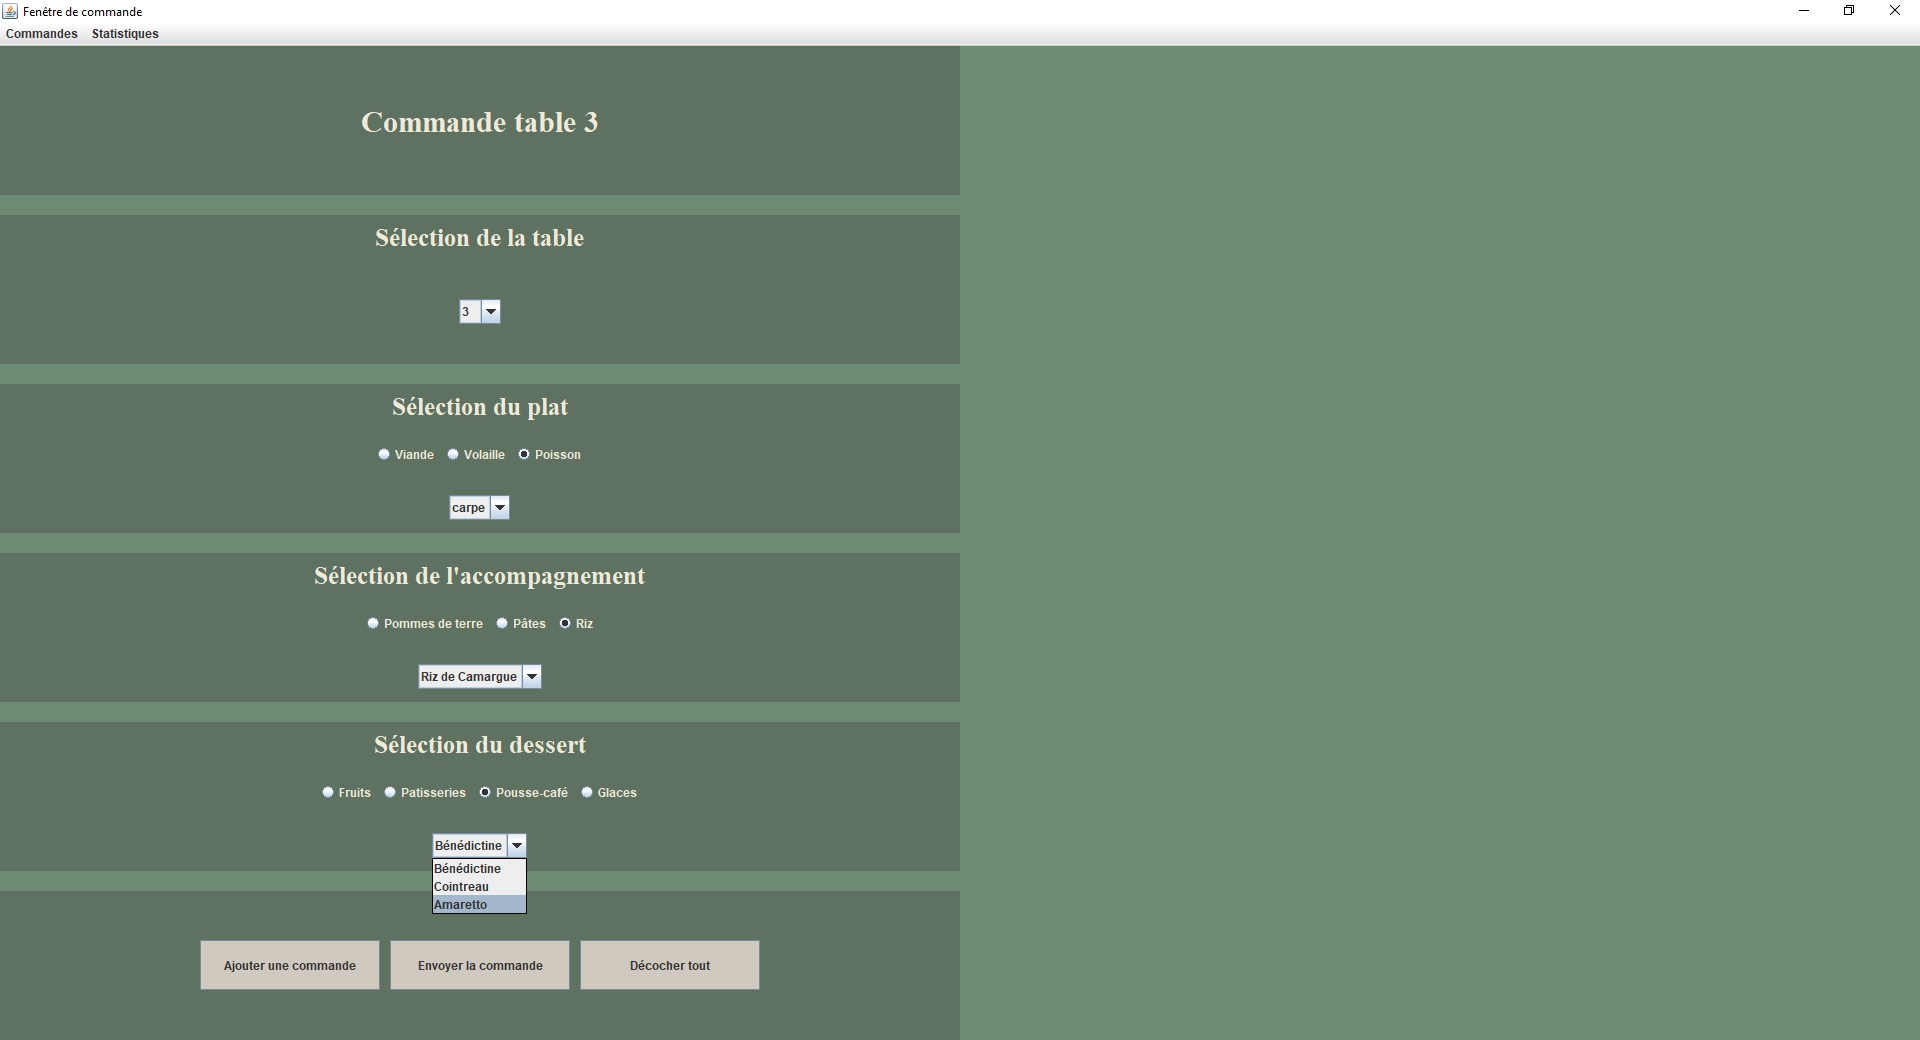 Fenêtre de commande
Commandes Statistiques
Commande table 3
Sélection de la table
3
Sélection du plat
Viande Volaille Poisson
carpe
Sélection de l'accompagnement
Pommes de terre Pâtes Riz
Riz de Camargue
Sélection du dessert
Fruits Patisseries Pousse-café Glaces
Bénédictine
Bénédictine
Cointreau
Amaretto
Ajouter une commande Envoyer la commande Décocher tout